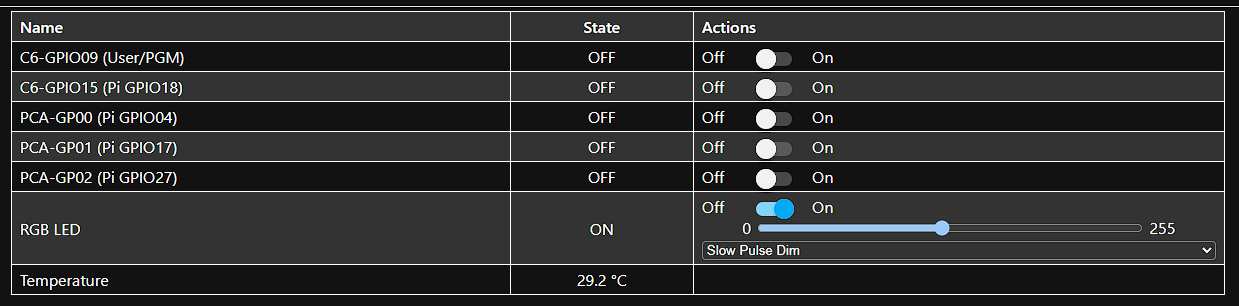 Name State Actions
C6-GPIO09 (User/PGM) OFF Off On
C6-GPIO15 (Pi GPIO18) OFF Off On
PCA-GP00 (Pi GPIO04) OFF Off On
PCA-GP01 (Pi GPIO17) OFF Off On
PCA-GP02 (Pi GPIO27) OFF Off On
Off On
RGB LED ON 0 255
Slow Pulse Dim
Temperature 29.2 °C